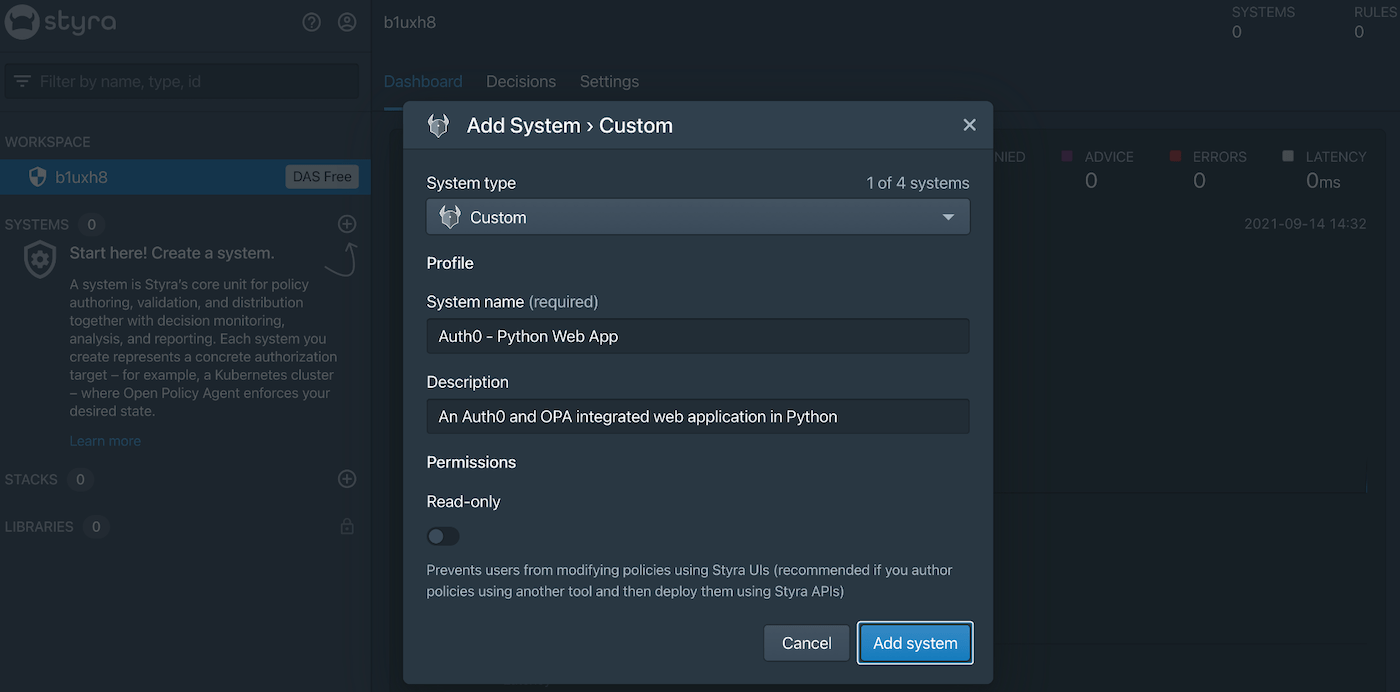 styra
Filter by name, type, id
WORKSPACE
b1uxh8
DAS Free
SYSTEMS 0
Start here! Create a system.
A system is Styra's core unit for policy
authoring, validation, and distribution
together with decision monitoring,
analysis, and reporting. Each system you
create represents a concrete authorization
target – for example, a Kubernetes cluster
– where Open Policy Agent enforces your
desired state.
Learn more
STACKS 0
LIBRARIES 0
b1uxh8
SYSTEMS
0
RULES
0
Dashboard Decisions Settings
NIED
ADVICE
0
ERRORS
0
LATENCY
0ms
2021-09-14 14:32
Add System › Custom
System type
1 of 4 systems
Custom
Profile
System name (required)
Auth0 - Python Web App
Description
An Auth0 and OPA integrated web application in Python
Permissions
Read-only
Prevents users from modifying policies using Styra UIs (recommended if you author
policies using another tool and then deploy them using Styra APIs)
Cancel
Add system